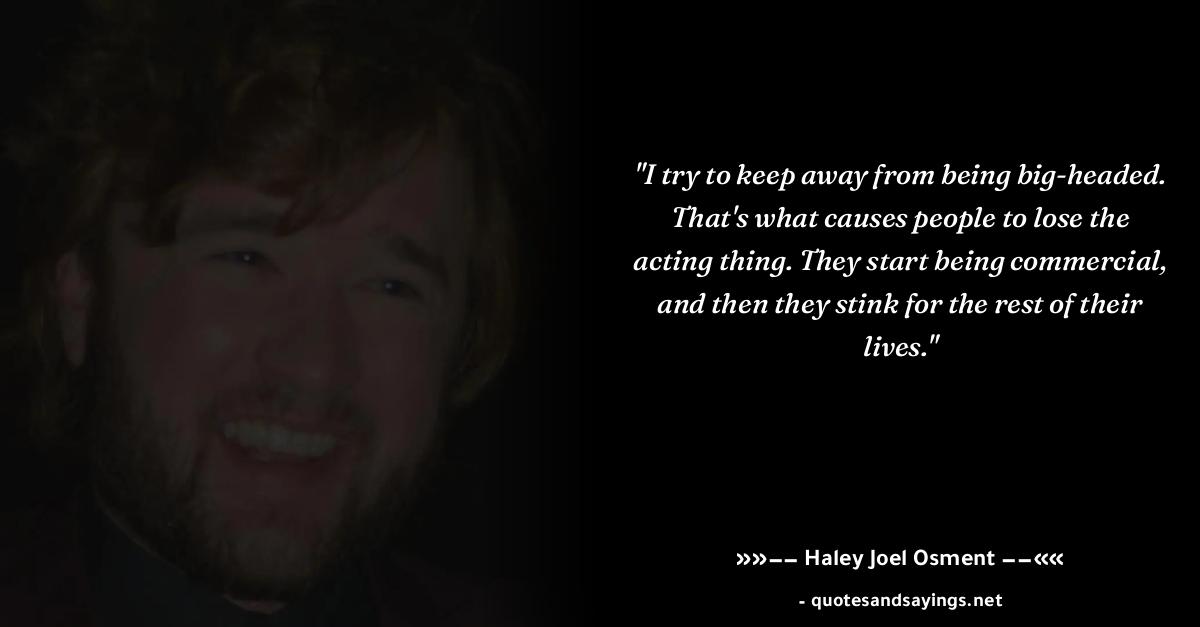 "I try to keep away from being big-headed.
That's what causes people to lose the
acting thing. They start being commercial,
and then they stink for the rest of their
lives."
»»−− Haley Joel Osment −−««
- quotesandsayings.net